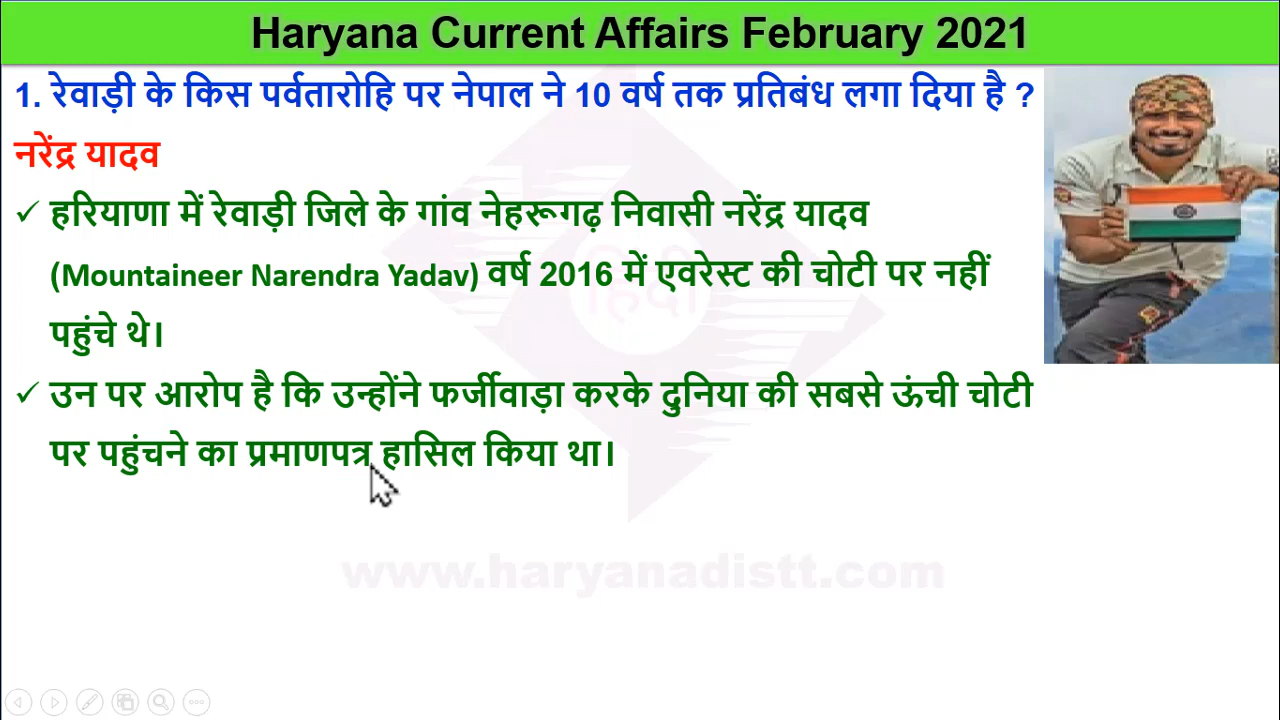 Haryana Current Affairs February 2021
1. रेवाड़ी के किस पर्वतारोहि पर नेपाल ने 10 वर्ष तक प्रतिबंध लगा दिया है ?
नरेंद्र यादव
✓ हरियाणा में रेवाड़ी जिले के गांव नेहरूगढ़ निवासी नरेंद्र यादव
(Mountaineer Narendra Yadav) वर्ष 2016 में एवरेस्ट की चोटी पर नहीं
पहुंचे थे।
✓ उन पर आरोप है कि उन्होंने फर्जीवाड़ा करके दुनिया की सबसे ऊंची चोटी
पर पहुंचने का प्रमाणपत्र हासिल किया था।
हिंदी
www.haryanadistt.com